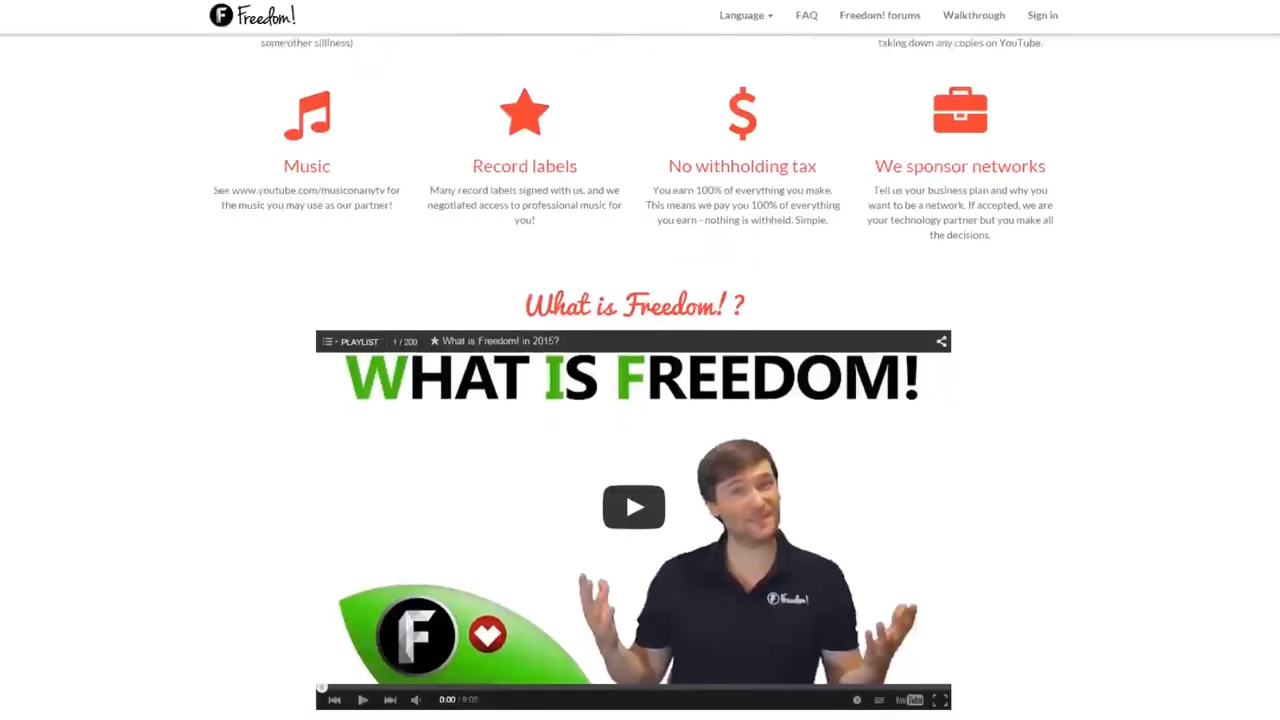 Freedom!
Language
FAQ
Freedom! forums
Walkthrough
Sign in
some other silliness)
taking down any copies on YouTube.
Music
See www.youtube.com/musiconanytv for
the music you may use as our partner!
Record labels
Many record labels signed with us, and we
negotiated access to professional music for
you!
No withholding tax
You earn 100% of everything you make.
This means we pay you 100% of everything
you earn - nothing is withheld. Simple.
We sponsor networks
Tell us your business plan and why you
want to be a network. If accepted, we are
your technology partner but you make all
the decisions.
What is Freedom! ?
PLAYLIST 1 / 200 ★ What is Freedom! in 2015?
WHAT IS FREEDOM!
Freedom!
F
0:00 / 9:05
YouTube